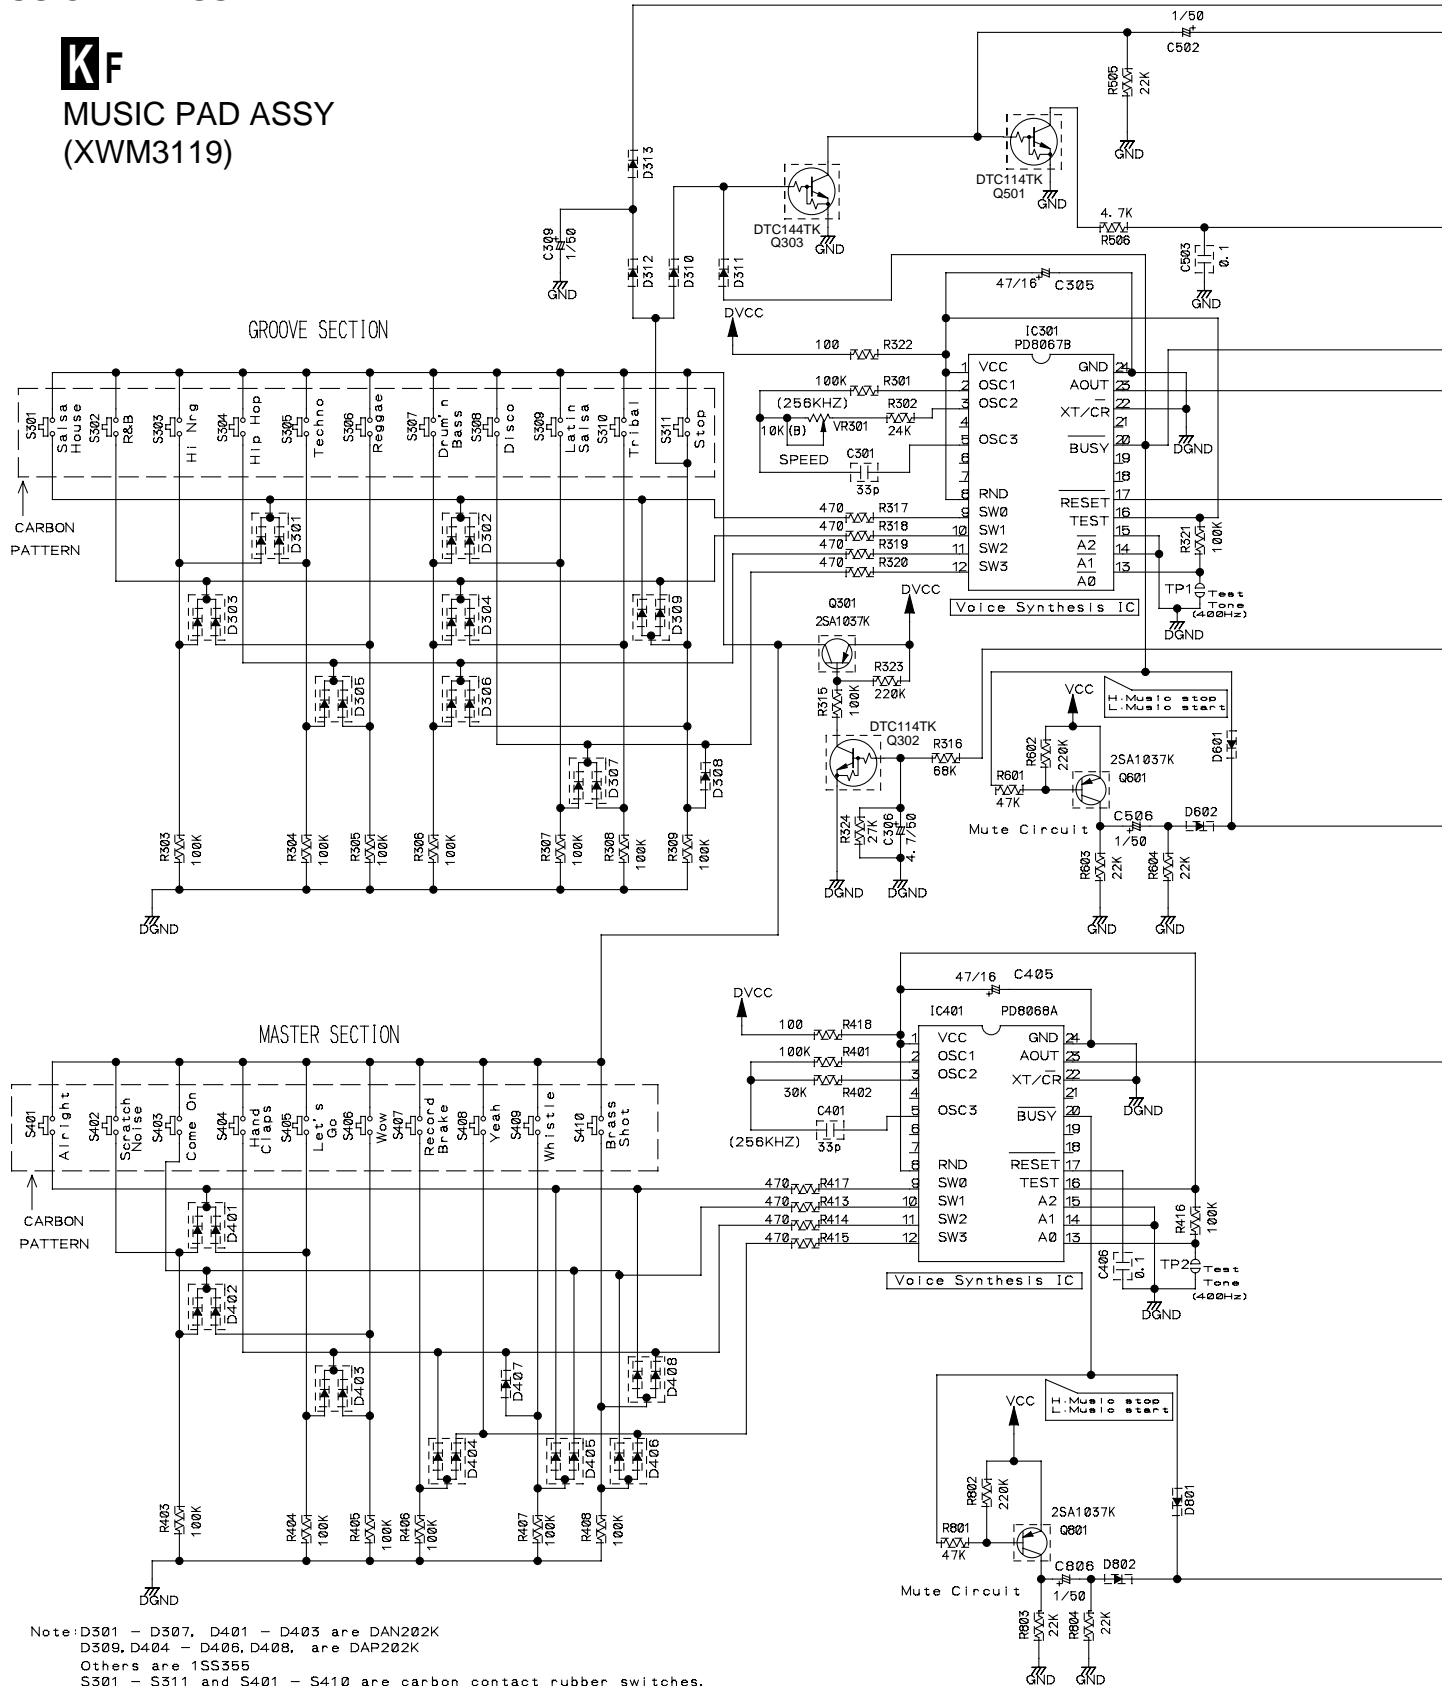 K F
MUSIC PAD ASSY
(XWM3119)
1/50
C502
R505
22K
GND
DTC114TK
Q501
GND
4.7K
R506
C503
0.1
GND
D313
DTC144TK
Q303
GND
C309
1/50
GND
D312
D310
D311
47/16
C305
GROOVE SECTION
DVCC
100
R322
100K
R301
(256KHZ)
R302
10K(B)
VR301
24K
SPEED
C301
33p
470
R317
470
R318
470
R319
470
R320
IC301
PD8067B
1 VCC
2 OSC1
3 OSC2
4
5 OSC3
6
7
8 RND
9 SW0
10 SW1
11 SW2
12 SW3
GND 24
AOUT 23
XT/CR 22
21
BUSY 20
19
18
RESET 17
TEST 16
A2 15
A1 14
A0 13
DGND
R321
100K
TP1
Test
Tone
(400Hz)
DGND
Voice Synthesis IC
S301
Salsa
House
S302
R&B
S303
Hi Nrg
S304
Hip Hop
S305
Techno
S306
Reggae
S307
Drum'n
Bass
S308
Disco
S309
Latin
Salsa
S310
Tribal
S311
Stop
CARBON
PATTERN
D301
D302
D303
D304
D309
D305
D306
D307
D308
R303
100K
R304
100K
R305
100K
R306
100K
R307
100K
R308
100K
R309
100K
DGND
Q301
2SA1037K
DVCC
R323
220K
R315
100K
DTC114TK
Q302
R316
68K
R324
27K
C306
4.7/50
DGND
DGND
VCC
H.Music stop
L.Music start
R602
220K
R601
47K
2SA1037K
Q601
D601
Mute Circuit
C506
1/50
D602
R603
22K
R604
22K
GND
GND
MASTER SECTION
DVCC
100
R418
100K
R401
30K
R402
C401
(256KHZ)
33p
470
R417
470
R413
470
R414
470
R415
47/16
C405
IC401
PD8068A
1 VCC
2 OSC1
3 OSC2
4
5 OSC3
6
7
8 RND
9 SW0
10 SW1
11 SW2
12 SW3
GND 24
AOUT 23
XT/CR 22
21
BUSY 20
19
18
RESET 17
TEST 16
A2 15
A1 14
A0 13
DGND
R416
100K
C406
0.1
TP2
Test
Tone
(400Hz)
DGND
Voice Synthesis IC
S401
Alright
S402
Scratch
Noise
S403
Come On
S404
Hand
Claps
S405
Let's
Go
S406
Wow
S407
Record
Brake
S408
Yeah
S409
Whistle
S410
Brass
Shot
CARBON
PATTERN
D401
D402
D403
D407
D408
D404
D405
D406
R403
100K
R404
100K
R405
100K
R406
100K
R407
100K
R408
100K
DGND
VCC
H.Music stop
L.Music start
R802
220K
R801
47K
2SA1037K
Q801
D801
C806
1/50
D802
Mute Circuit
R803
22K
R804
22K
GND
GND
Note:D301 - D307, D401 - D403 are DAN202K
D309,D404 - D406,D408, are DAP202K
Others are 1SS355
S301 - S311 and S401 - S410 are carbon contact rubber switches.